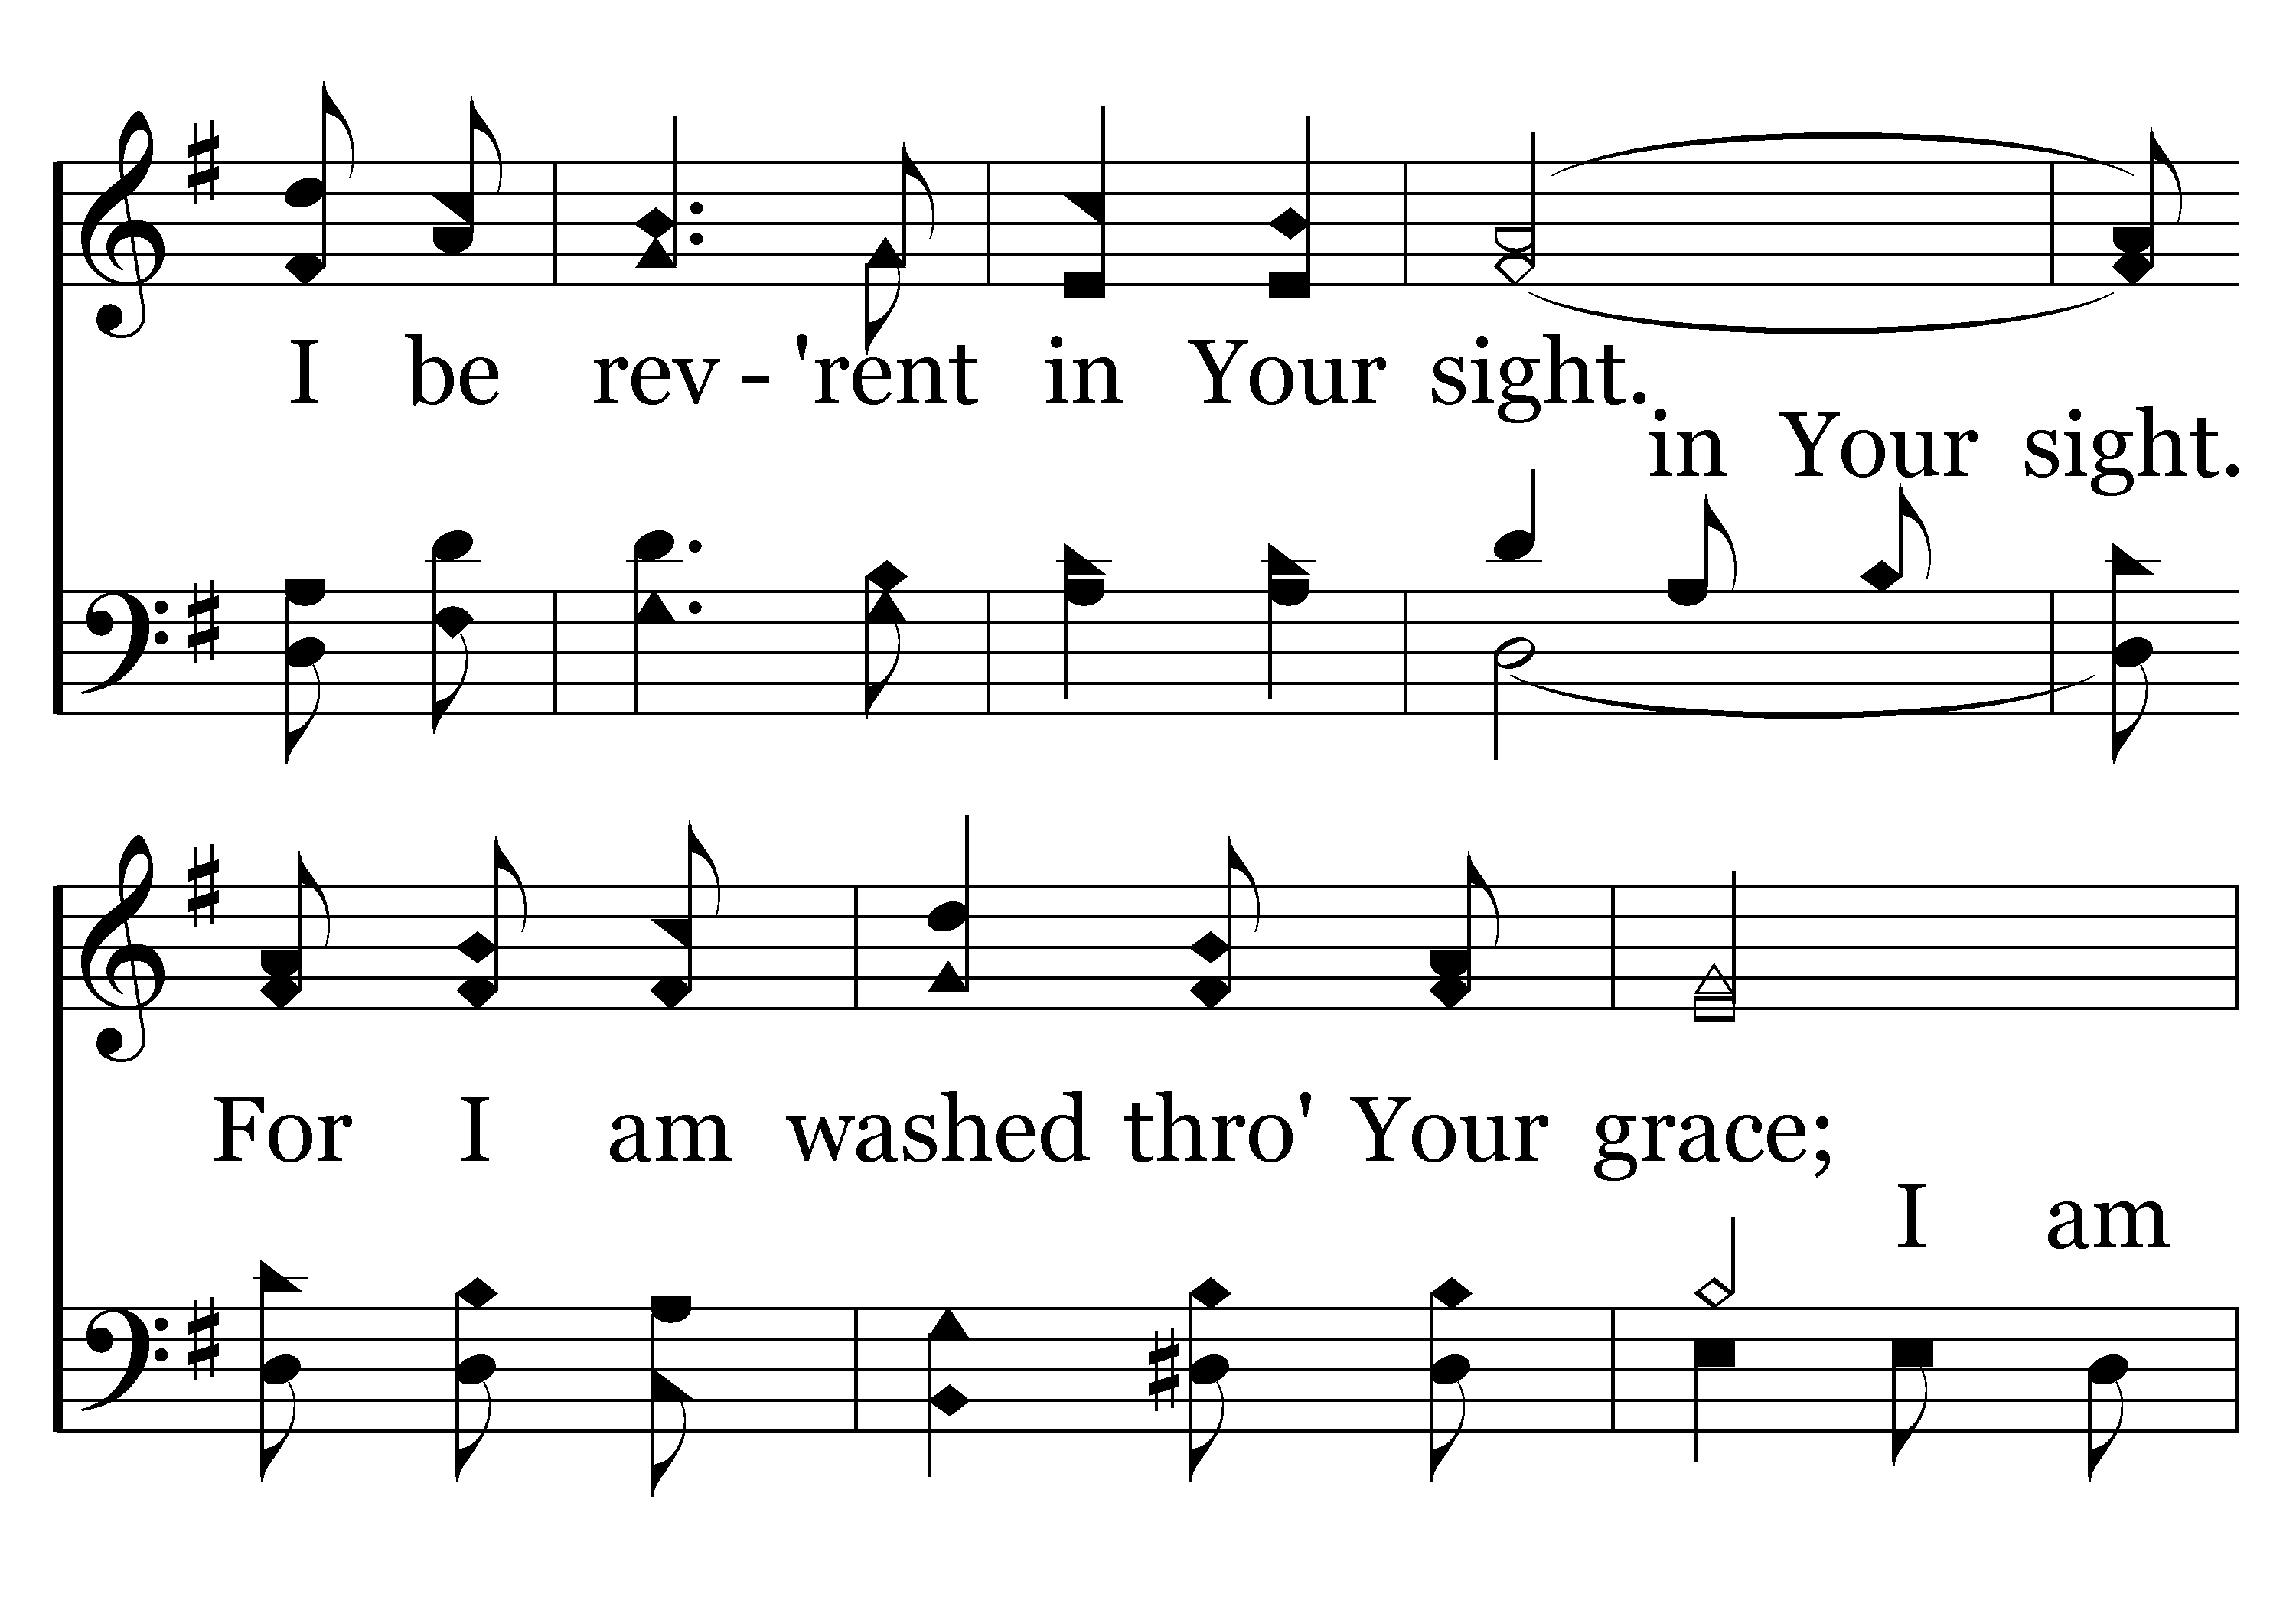 I be rev - 'rent in Your sight.
in Your sight.
For I am washed thro' Your grace;
I am